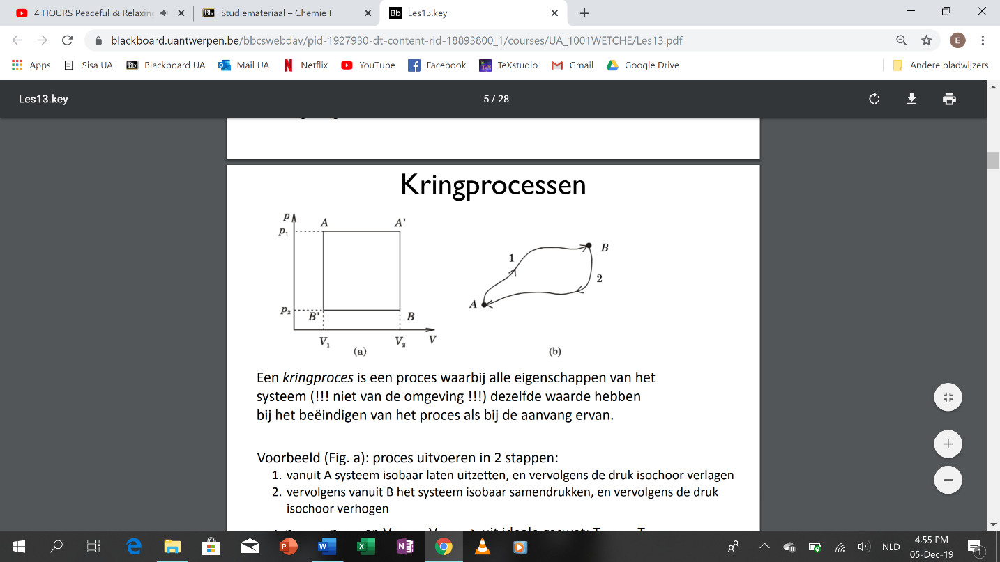 4 HOURS Peaceful & Relaxing
Studiemateriaal – Chemie I
Les13.key
blackboard.uantwerpen.be/bbcswebdav/pid-1927930-dt-content-rid-18893800_1/courses/UA_1001WETCHE/Les13.pdf
E
Apps
Sisa UA
Blackboard UA
Mail UA
Netflix
YouTube
Facebook
TeXstudio
Gmail
Google Drive
Andere bladwijzers
Les13.key
5 / 28
Kringprocessen
p
A
A'
p₁
p₂
B'
B
V₁
V₂
V
(a)
1
B
2
A
(b)
Een kringproces is een proces waarbij alle eigenschappen van het
systeem (!!! niet van de omgeving !!!) dezelfde waarde hebben
bij het beëindigen van het proces als bij de aanvang ervan.
Voorbeeld (Fig. a): proces uitvoeren in 2 stappen:
1. vanuit A systeem isobaar laten uitzetten, en vervolgens de druk isochoor verlagen
2. vervolgens vanuit B het systeem isobaar samendrukken, en vervolgens de druk
isochoor verhogen
NLD
4:55 PM
05-Dec-19
1